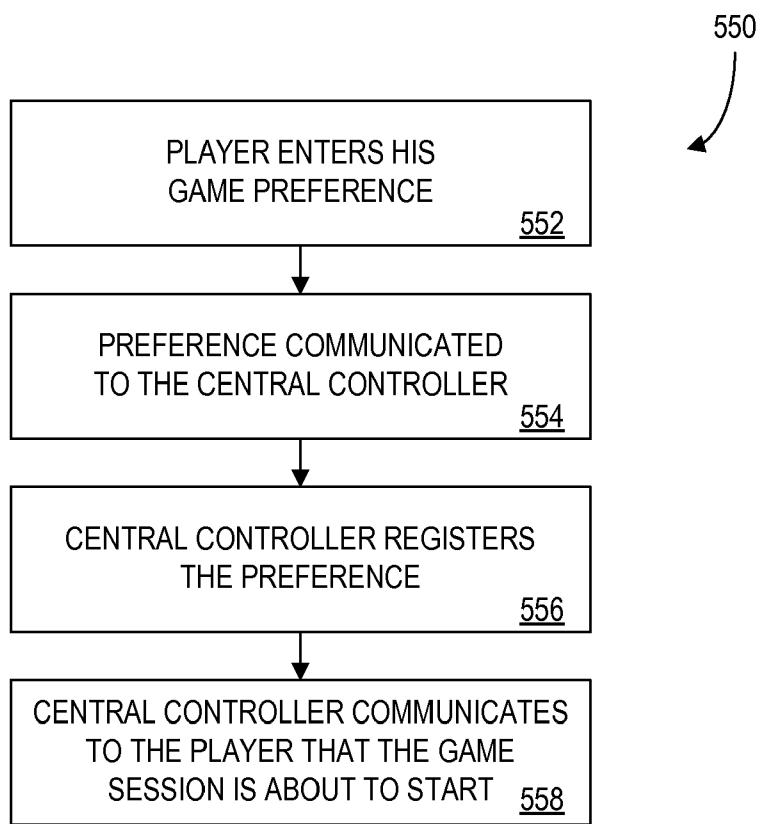 550
PLAYER ENTERS HIS
GAME PREFERENCE
552
PREFERENCE COMMUNICATED
TO THE CENTRAL CONTROLLER
554
CENTRAL CONTROLLER REGISTERS
THE PREFERENCE
556
CENTRAL CONTROLLER COMMUNICATES
TO THE PLAYER THAT THE GAME
SESSION IS ABOUT TO START 558